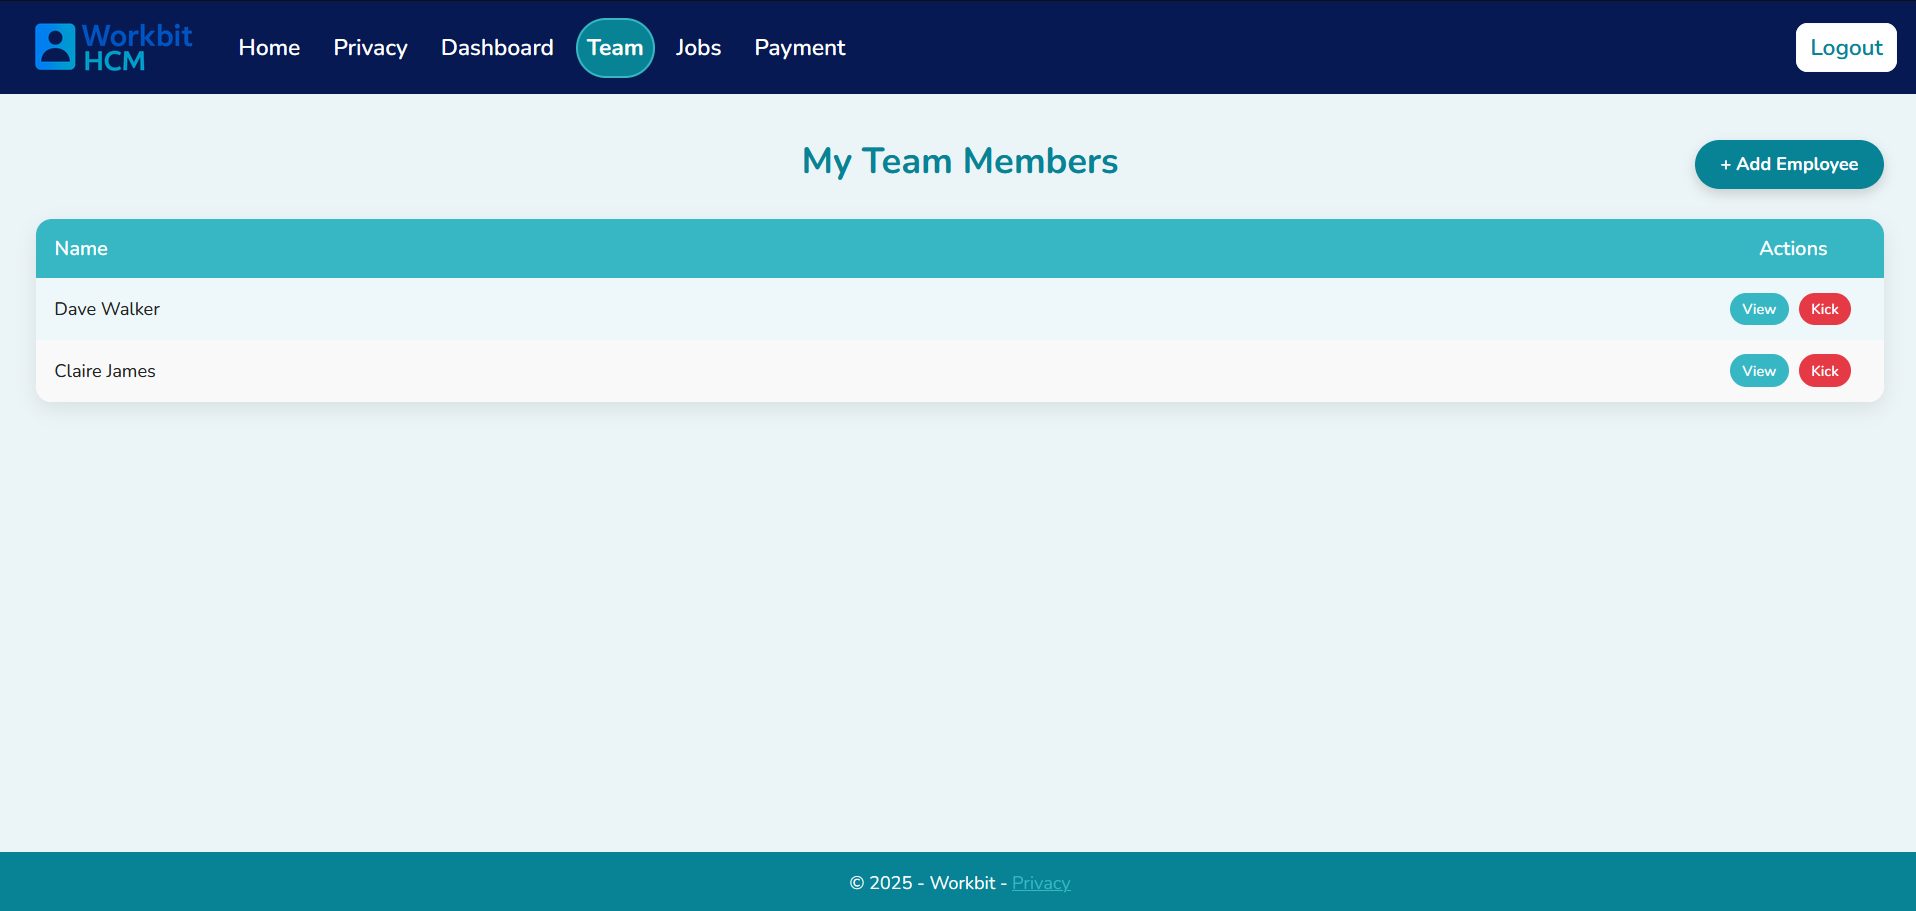 Workbit
HCM
Home Privacy Dashboard Team Jobs Payment Logout
My Team Members
+ Add Employee
Name Actions
Dave Walker View Kick
Claire James View Kick
© 2025 - Workbit - Privacy